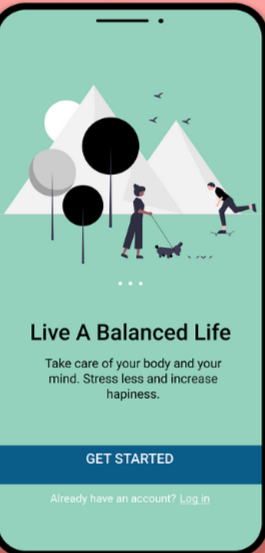 Live A Balanced Life
Take care of your body and your
mind. Stress less and increase
hapiness.
GET STARTED
Already have an account? Log in